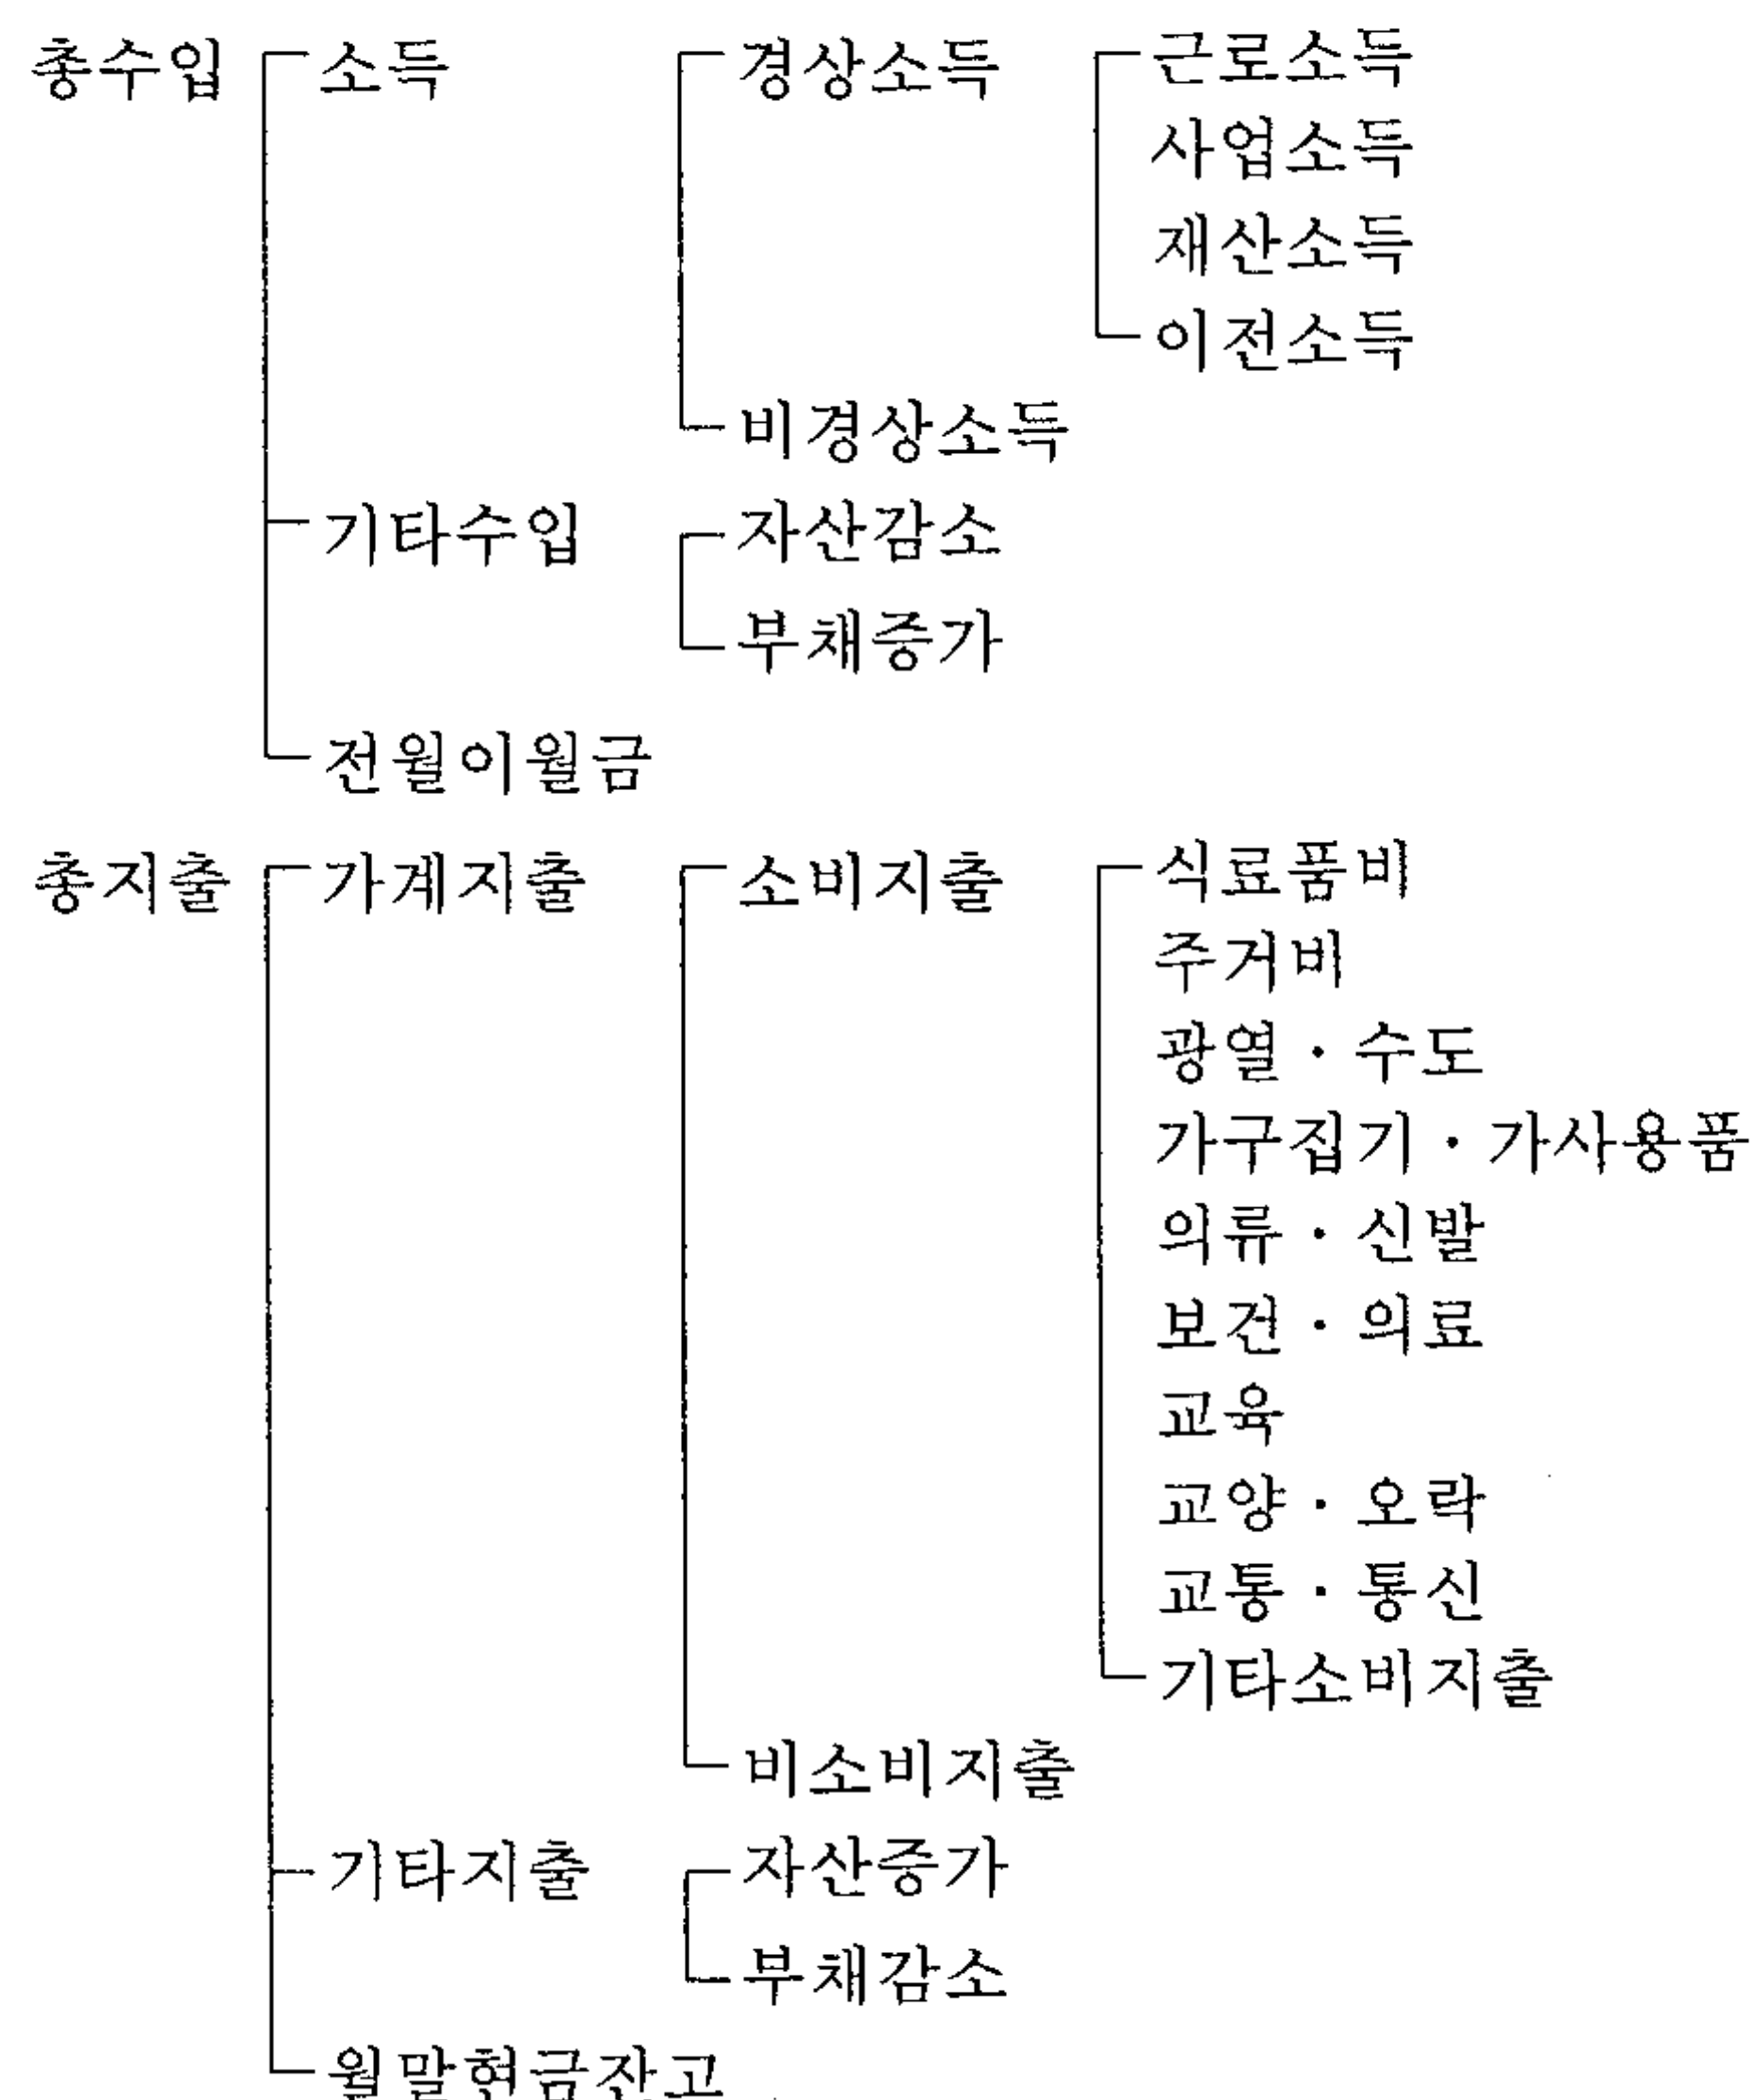 총수입 소득 경상소득 근로소득
사업소득
재산소득
이전소득
비경상소득
기타수입 자산감소
부채증가
전월이월금
총지출 가계지출 소비지출 식료품비
주거비
광열·수도
가구집기·가사용품
의류·신발
보건·의료
교육
교양·오락
교통·통신
기타소비지출
비소비지출
기타지출 자산증가
부채감소
월말현금잔고